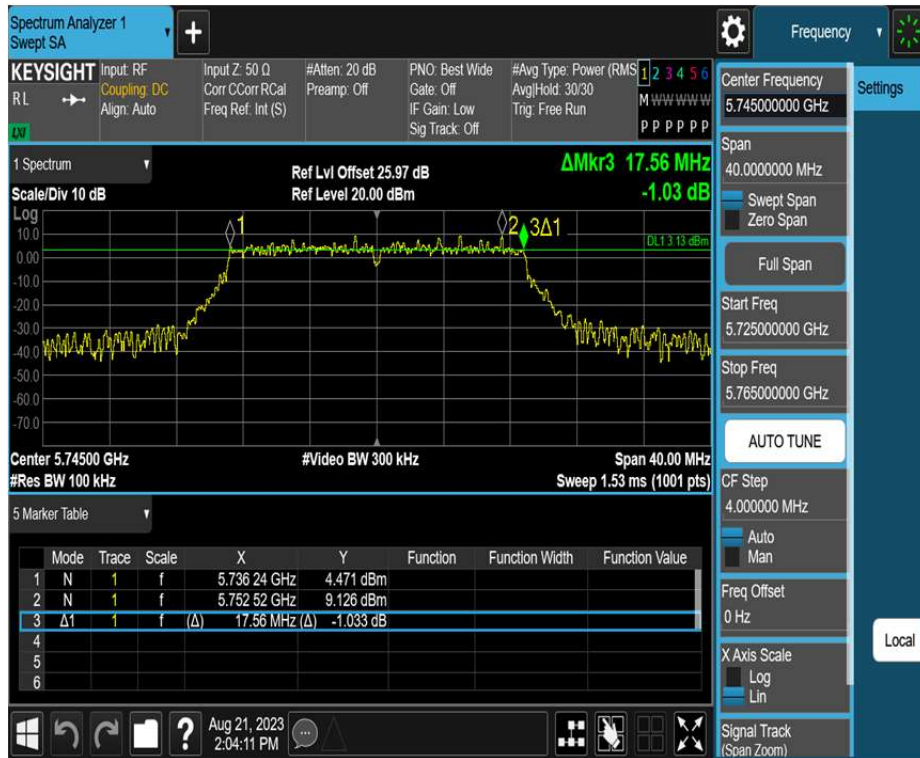 Spectrum Analyzer 1
Swept SA
+
Frequency
KEYSIGHT
RL
LXI
Input: RF
Coupling: DC
Align: Auto
Input Z: 50 Ω
Corr CCorr RCal
Freq Ref: Int (S)
#Atten: 20 dB
Preamp: Off
PNO: Best Wide
Gate: Off
IF Gain: Low
Sig Track: Off
#Avg Type: Power (RMS
Avg|Hold: 30/30
Trig: Free Run
1 2 3 4 5 6
M W W W W W
P P P P P P
Center Frequency
5.745000000 GHz
Settings
1 Spectrum
Scale/Div 10 dB
Ref Lvl Offset 25.97 dB
Ref Level 20.00 dBm
ΔMkr3 17.56 MHz
-1.03 dB
Span
40.0000000 MHz
Swept Span
Zero Span
Full Span
Start Freq
5.725000000 GHz
Stop Freq
5.765000000 GHz
AUTO TUNE
CF Step
4.000000 MHz
Auto
Man
Freq Offset
0 Hz
X Axis Scale
Log
Lin
Signal Track
(Span Zoom)
Local
Log
10.0
0.00
-10.0
-20.0
-30.0
-40.0
-50.0
-60.0
-70.0
1
2
3Δ1
DL1 3.13 dBm
Center 5.74500 GHz
#Video BW 300 kHz
Span 40.00 MHz
#Res BW 100 kHz
Sweep 1.53 ms (1001 pts)
5 Marker Table
Mode Trace Scale X Y Function Function Width Function Value
1 N 1 f 5.736 24 GHz 4.471 dBm
2 N 1 f 5.752 52 GHz 9.126 dBm
3 Δ1 1 f (Δ) 17.56 MHz (Δ) -1.033 dB
4
5
6
?
Aug 21, 2023
2:04:11 PM